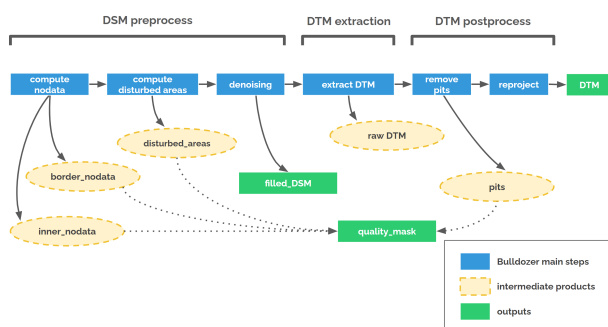 DSM preprocess
DTM extraction
DTM postprocess
compute
nodata
compute
disturbed areas
denoising
extract DTM
remove
pits
reproject
DTM
disturbed_areas
raw DTM
border_nodata
filled_DSM
pits
inner_nodata
quality_mask
Bulldozer main steps
intermediate products
outputs